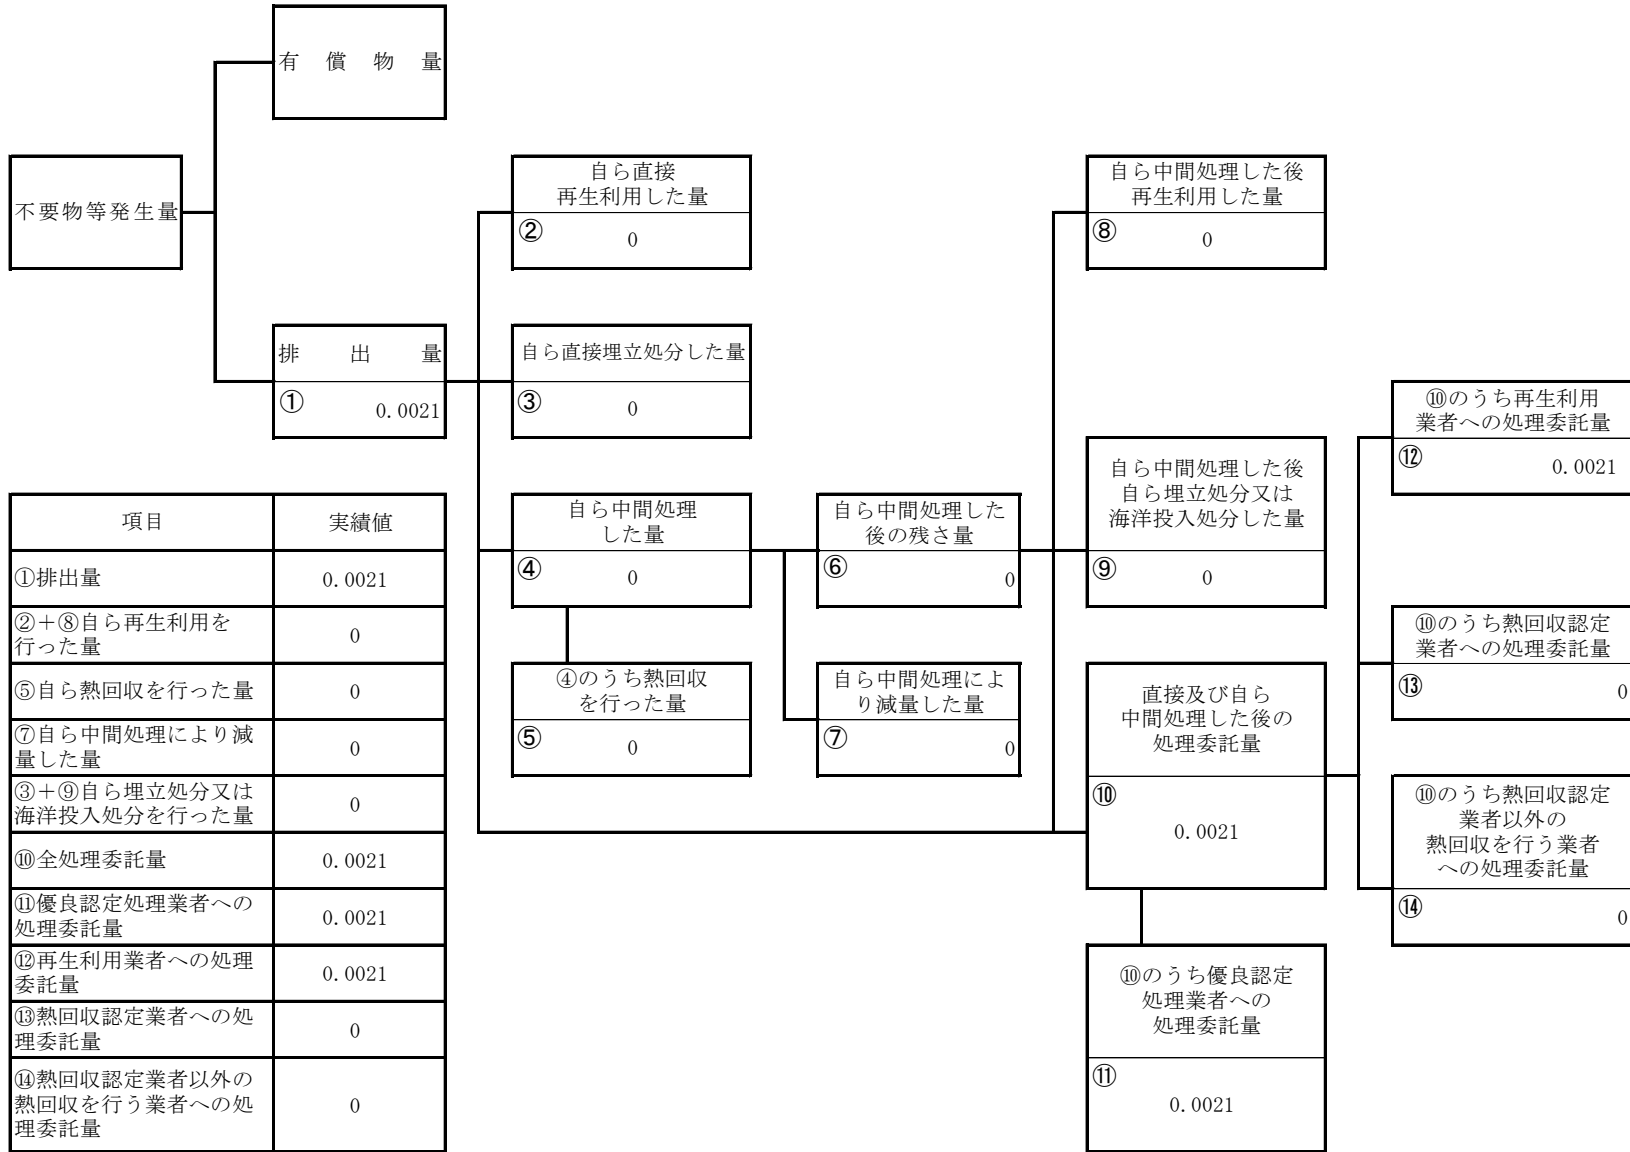 有償物量
不要物等発生量
排出量
① 0.0021
自ら直接
再生利用した量
② 0
自ら直接埋立処分した量
③ 0
自ら中間処理
した量
④ 0
④のうち熱回収
を行った量
⑤ 0
自ら中間処理した
後の残さ量
⑥ 0
自ら中間処理によ
り減量した量
⑦ 0
自ら中間処理した後
再生利用した量
⑧ 0
自ら中間処理した後
自ら埋立処分又は
海洋投入処分した量
⑨ 0
直接及び自ら
中間処理した後の
処理委託量
⑩
0.0021
⑩のうち優良認定
処理業者への
処理委託量
⑪
0.0021
⑩のうち再生利用
業者への処理委託量
⑫ 0.0021
⑩のうち熱回収認定
業者への処理委託量
⑬ 0
⑩のうち熱回収認定
業者以外の
熱回収を行う業者
への処理委託量
⑭ 0
項目 実績値
①排出量 0.0021
②＋⑧自ら再生利用を
行った量 0
⑤自ら熱回収を行った量 0
⑦自ら中間処理により減
量した量 0
③＋⑨自ら埋立処分又は
海洋投入処分を行った量 0
⑩全処理委託量 0.0021
⑪優良認定処理業者への
処理委託量 0.0021
⑫再生利用業者への処理
委託量 0.0021
⑬熱回収認定業者への処
理委託量 0
⑭熱回収認定業者以外の
熱回収を行う業者への処
理委託量 0